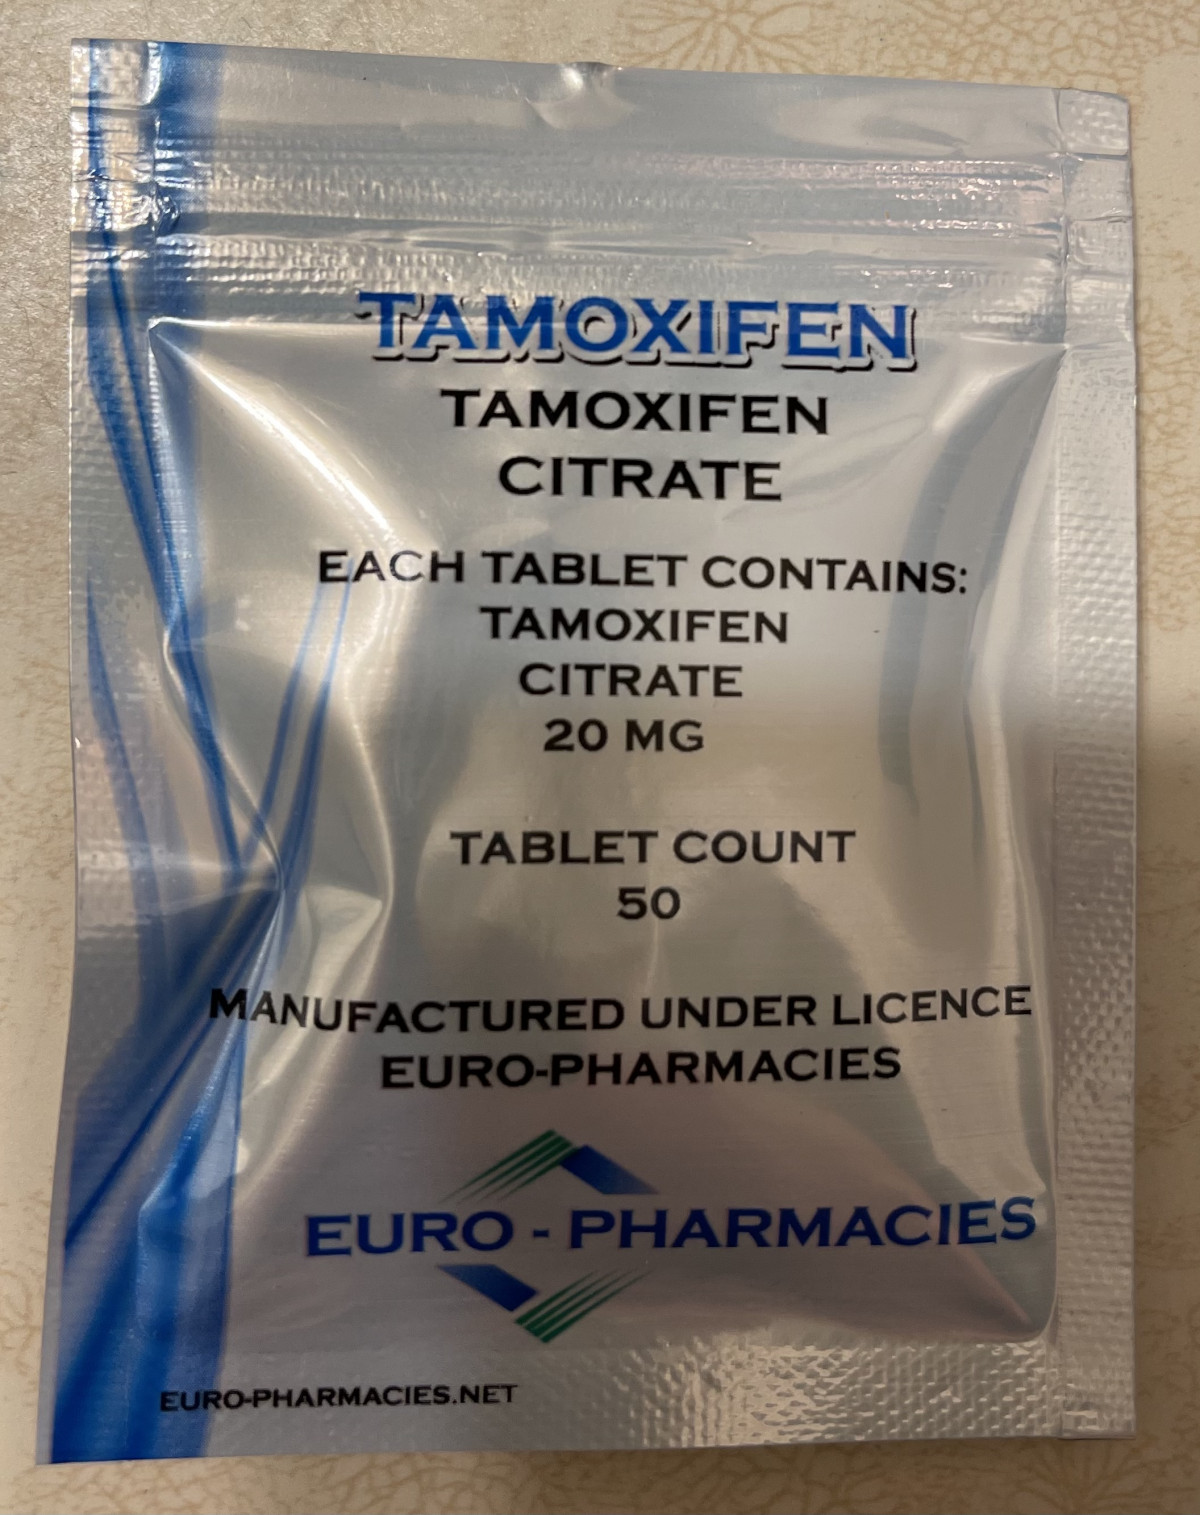 TAMOXIFEN
TAMOXIFEN
CITRATE
EACH TABLET CONTAINS:
TAMOXIFEN
CITRATE
20 MG
TABLET COUNT
50
MANUFACTURED UNDER LICENCE
EURO-PHARMACIES
EURO - PHARMACIES
EURO-PHARMACIES.NET